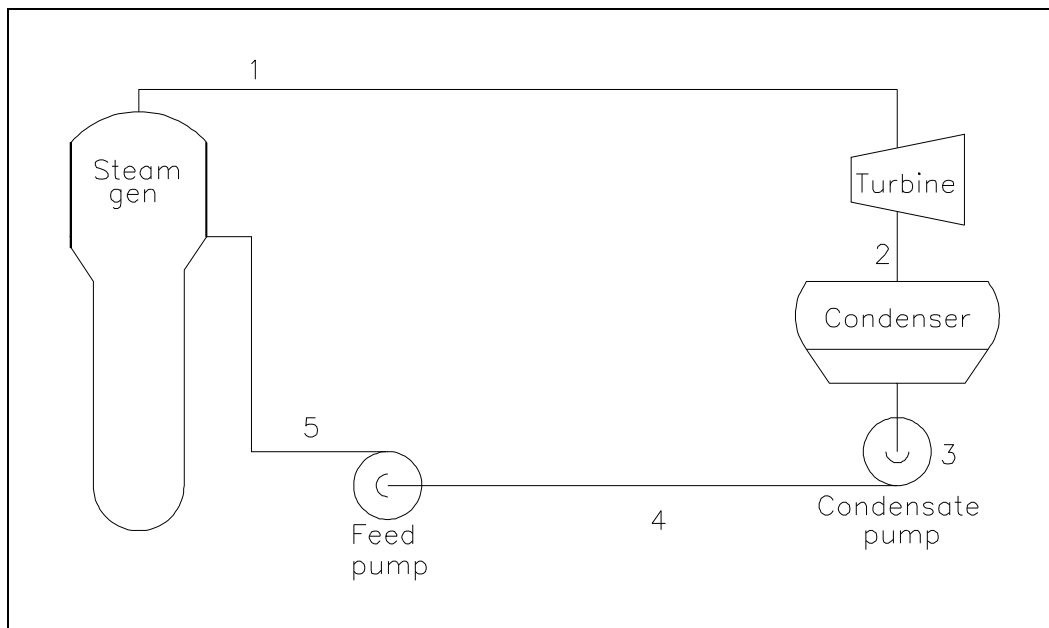 1
Steam
gen
Turbine
2
Condenser
5
3
Condensate
pump
4
Feed
pump